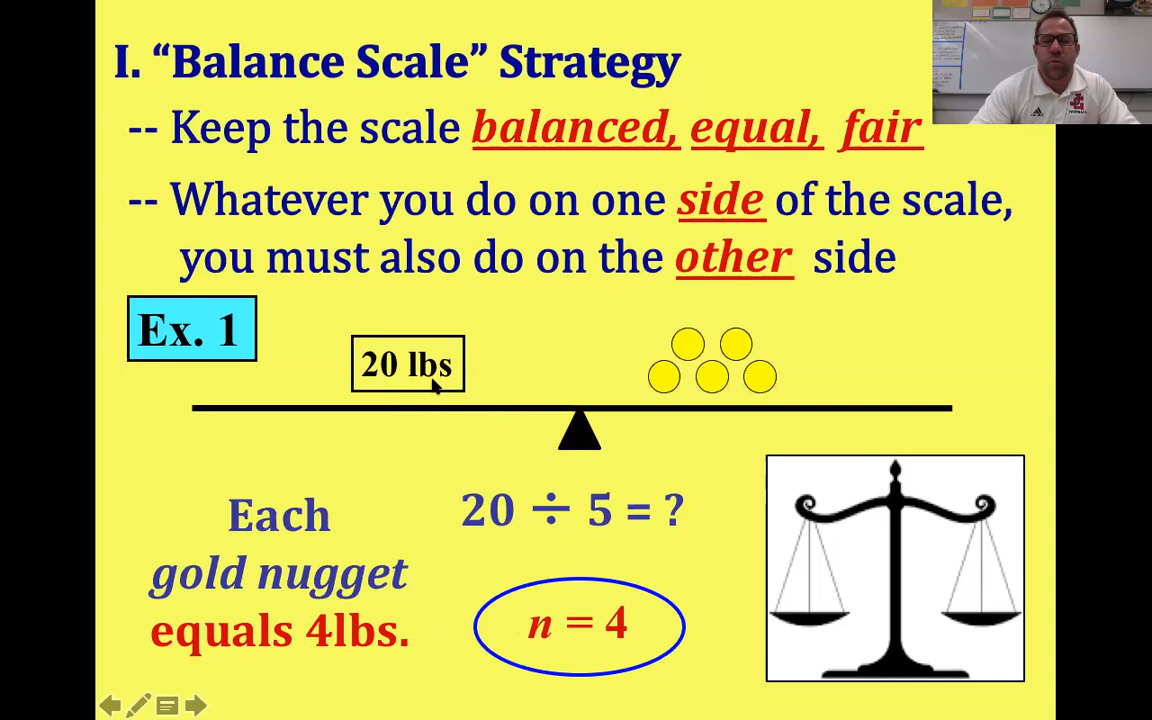 I. “Balance Scale” Strategy
-- Keep the scale balanced, equal, fair
-- Whatever you do on one side of the scale,
you must also do on the other side
Ex. 1
20 lbs
Each
gold nugget
equals 4lbs.
20 ÷ 5 = ?
n = 4